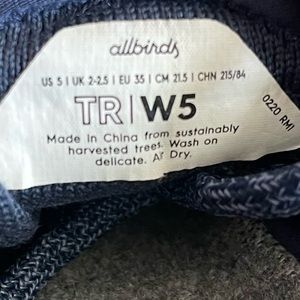 allbirds
US 5 | UK 2-2.5 | EU 35 | CM 21.5 | CHN 215/84
TR|W5
Made in China from sustainably
harvested trees. Wash on
delicate. Air Dry.
0220 RMI